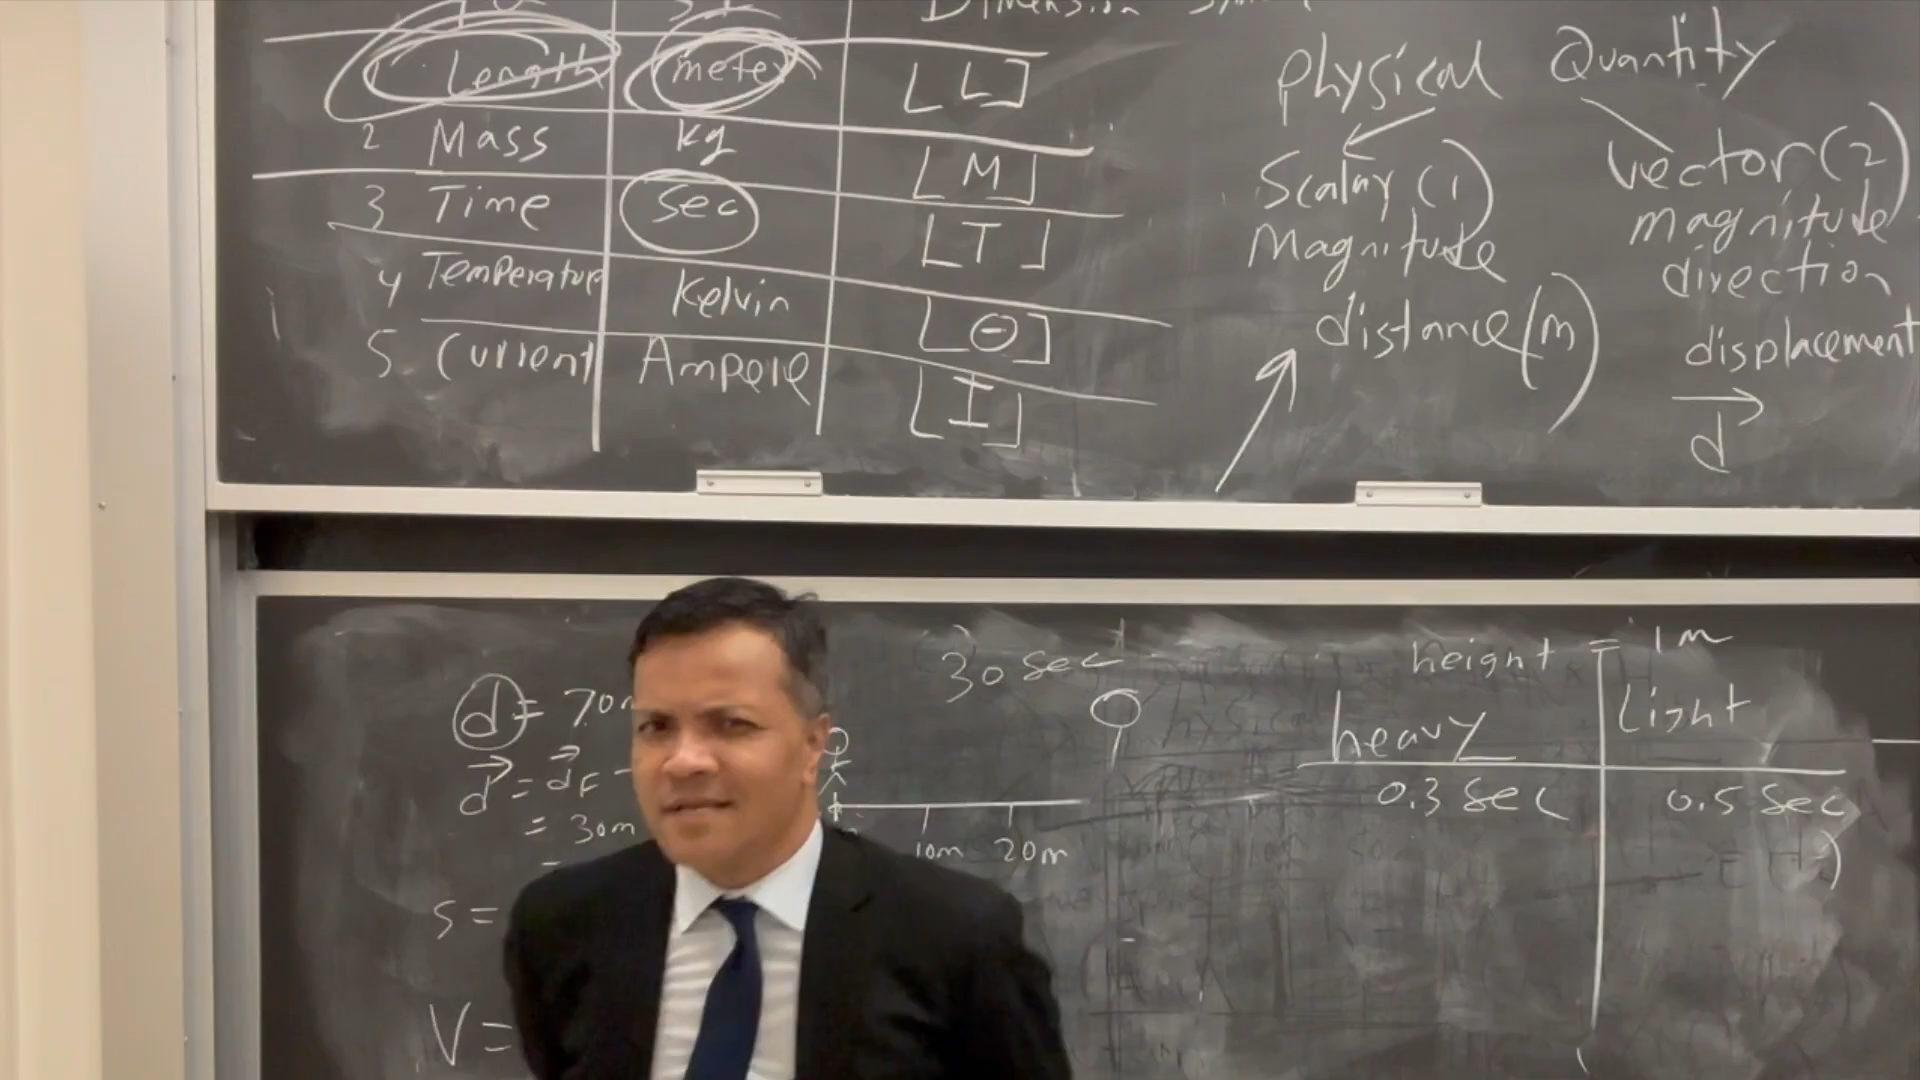 Dimension
1 Length meter [L]
2 Mass kg [M]
3 Time Sec [T]
4 Temperature Kelvin [Θ]
5 Current Ampere [I]
physical Quantity
Scalar (1)
Magnitude
distance (m)
vector (2)
magnitude
direction
displacement
d
d = 70m
d = dF -
= 30m
-
s =
V =
30 sec
10m 20m
height = 1m
heavy Light
0.3 sec 0.5 sec